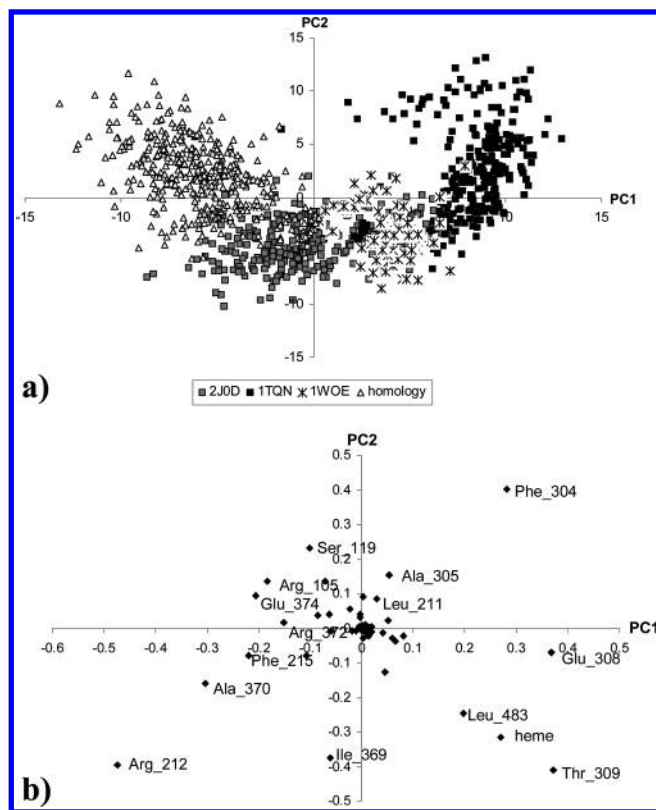 PC2
15
10
5
PC1
-15
-10
10
15
-5
-10
-15
2J0D 1TQN 1WOE homology
a)
PC2
0.5
0.4
Phe_304
0.3
Ser_119
0.2
Arg_105
Ala_305
0.1
Glu_374
Leu_211
Arg_372
0
PC1
-0.6
-0.5
-0.4
-0.3
-0.2
-0.1
0
0.1
0.2
0.3
0.4
0.5
Phe_215
-0.1
Glu_308
Ala_370
-0.2
Leu_483
-0.3
heme
Arg_212
Ile_369
-0.4
Thr_309
-0.5
b)